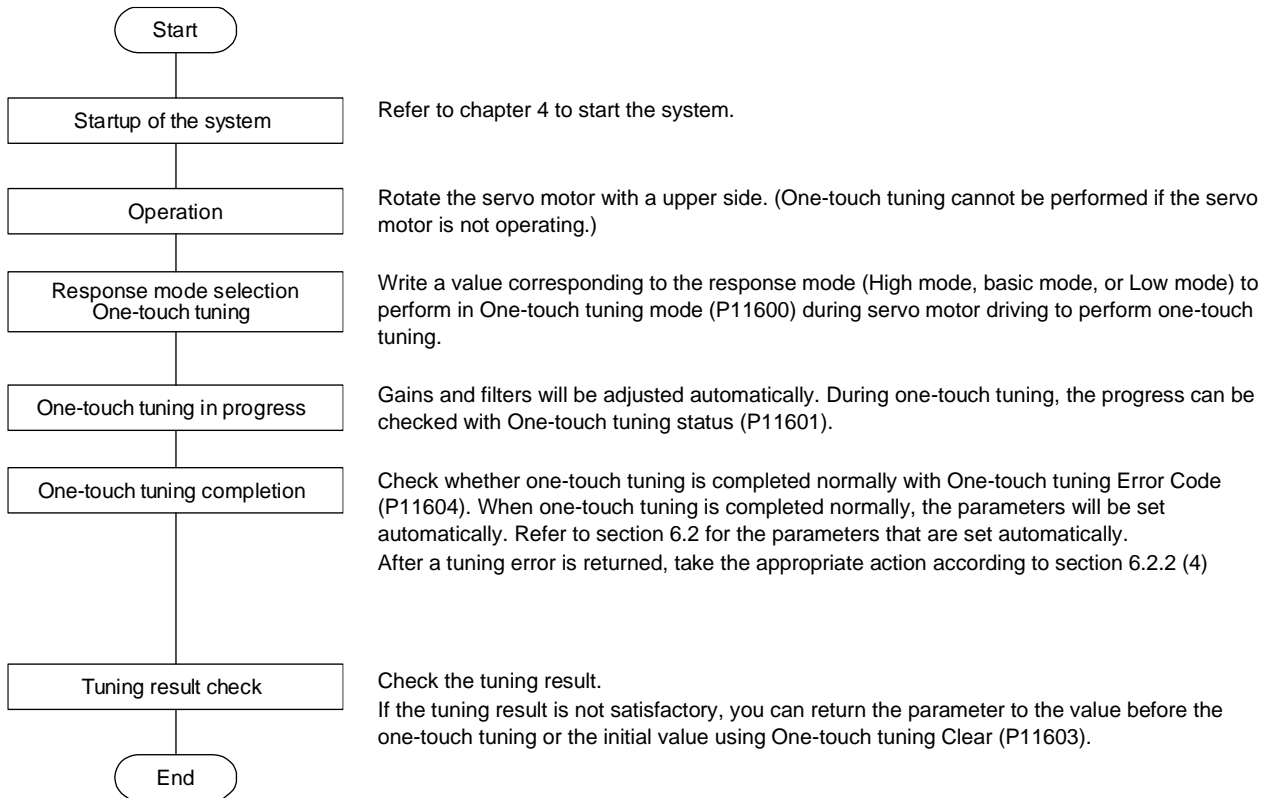 Start
Startup of the system
Refer to chapter 4 to start the system.
Operation
Rotate the servo motor with a upper side. (One-touch tuning cannot be performed if the servo
motor is not operating.)
Response mode selection
One-touch tuning
Write a value corresponding to the response mode (High mode, basic mode, or Low mode) to
perform in One-touch tuning mode (P11600) during servo motor driving to perform one-touch
tuning.
One-touch tuning in progress
Gains and filters will be adjusted automatically. During one-touch tuning, the progress can be
checked with One-touch tuning status (P11601).
One-touch tuning completion
Check whether one-touch tuning is completed normally with One-touch tuning Error Code
(P11604). When one-touch tuning is completed normally, the parameters will be set
automatically. Refer to section 6.2 for the parameters that are set automatically.
After a tuning error is returned, take the appropriate action according to section 6.2.2 (4)
Tuning result check
Check the tuning result.
If the tuning result is not satisfactory, you can return the parameter to the value before the
one-touch tuning or the initial value using One-touch tuning Clear (P11603).
End